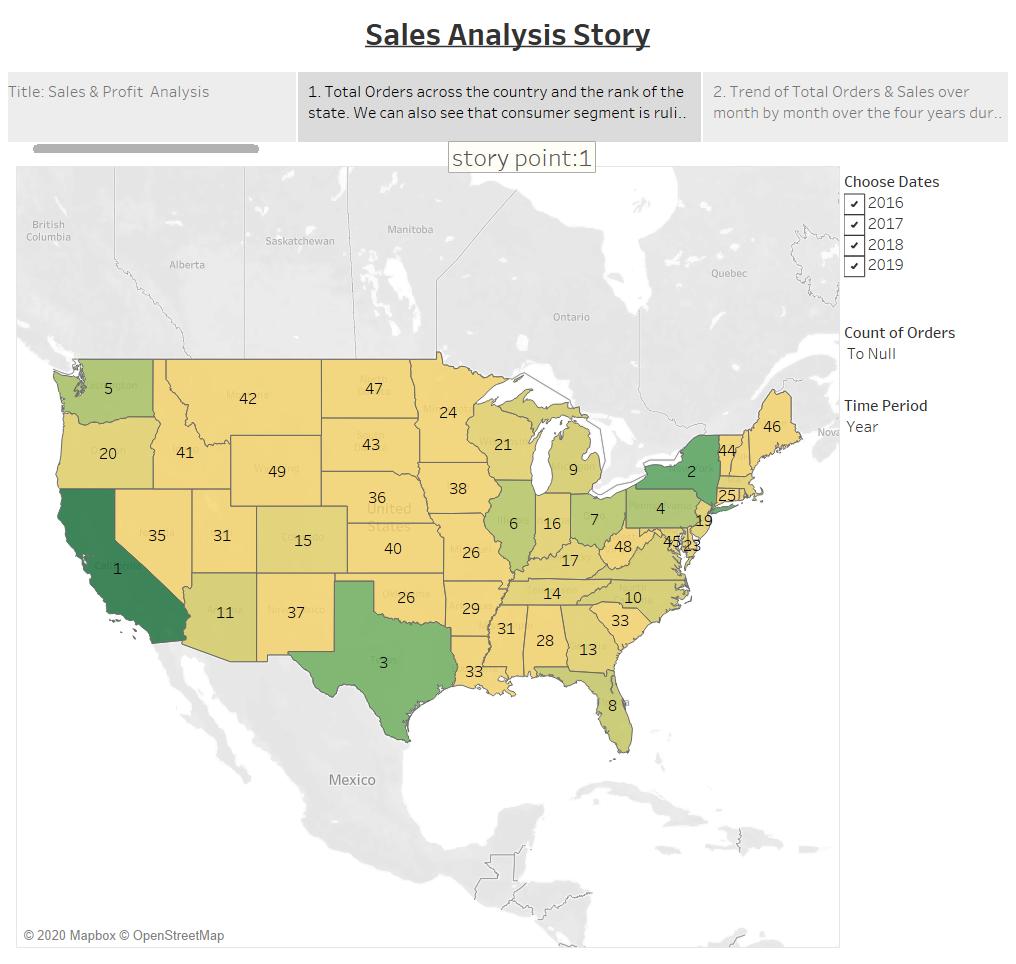 Sales Analysis Story
Title: Sales & Profit Analysis
1. Total Orders across the country and the rank of the
state. We can also see that consumer segment is ruli..
2. Trend of Total Orders & Sales over
month by month over the four years dur..
story point:1
Choose Dates
2016
2017
2018
2019
Count of Orders
To Null
Time Period
Year
British
Columbia
Alberta
Saskatchewan
Manitoba
Ontario
Quebec
Nova
5
42
47
24
46
20
41
43
21
44
2
49
9
38
25
36
United
States
6
16
7
4
19
1
35
31
15
40
26
17
48
45
23
11
37
26
29
14
10
31
28
13
33
3
33
8
Mexico
© 2020 Mapbox © OpenStreetMap